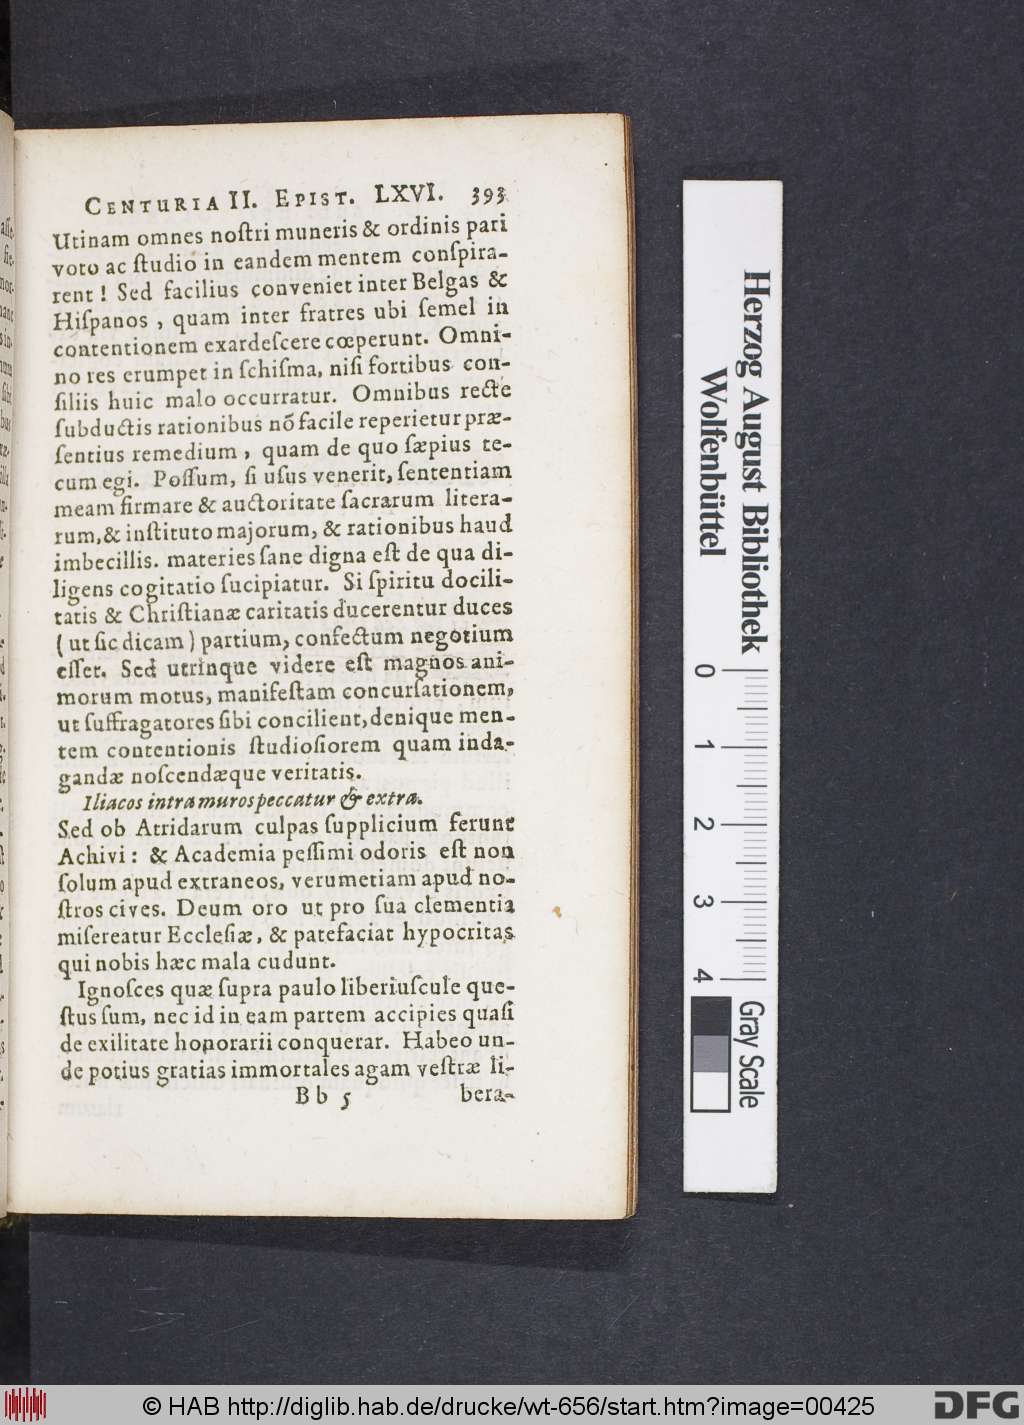 CENTURIA II. EPIST. LXVI. 393
Utinam omnes noſtri muneris & ordinis pari
voto ac ſtudio in eandem mentem conſpira-
rent ! Sed facilius conveniet inter Belgas &
Hiſpanos , quam inter fratres ubi ſemel in
contentionem exardeſcere cœperunt. Omni-
no res erumpet in ſchiſma, niſi fortibus con-
ſiliis huic malo occurratur. Omnibus recte
ſubductis rationibus nõ facile reperietur præ-
ſentius remedium , quam de quo ſæpius te-
cum egi. Poſſum, ſi uſus venerit, ſententiam
meam firmare & auctoritate ſacrarum litera-
rum, & inſtituto majorum, & rationibus haud
imbecillis. materies ſane digna eſt de qua di-
ligens cogitatio ſucipiatur. Si ſpiritu docili-
tatis & Chriſtianæ caritatis ducerentur duces
( ut ſic dicam ) partium, confectum negotium
eſſet. Sed utrinque videre eſt magnos ani-
morum motus, manifeſtam concurſationem,
ut ſuffragatores ſibi concilient, denique men-
tem contentionis ſtudioſiorem quam inda-
gandæ noſcendæque veritatis.
Iliacos intra muros peccatur & extra.
Sed ob Atridarum culpas ſupplicium ferunt
Achivi : & Academia peſſimi odoris eſt non
ſolum apud extraneos, verumetiam apud no-
ſtros cives. Deum oro ut pro ſua clementia
miſereatur Eccleſiæ, & patefaciat hypocritas
qui nobis hæc mala cudunt.
Ignoſces quæ ſupra paulo liberiuſcule que-
ſtus ſum, nec id in eam partem accipies quaſi
de exilitate honorarii conquerar. Habeo un-
de potius gratias immortales agam veſtræ li-
B b 5 bera-
Herzog August Bibliothek
Wolfenbüttel
0 1 2 3 4
Gray Scale
© HAB http://diglib.hab.de/drucke/wt-656/start.htm?image=00425
DFG